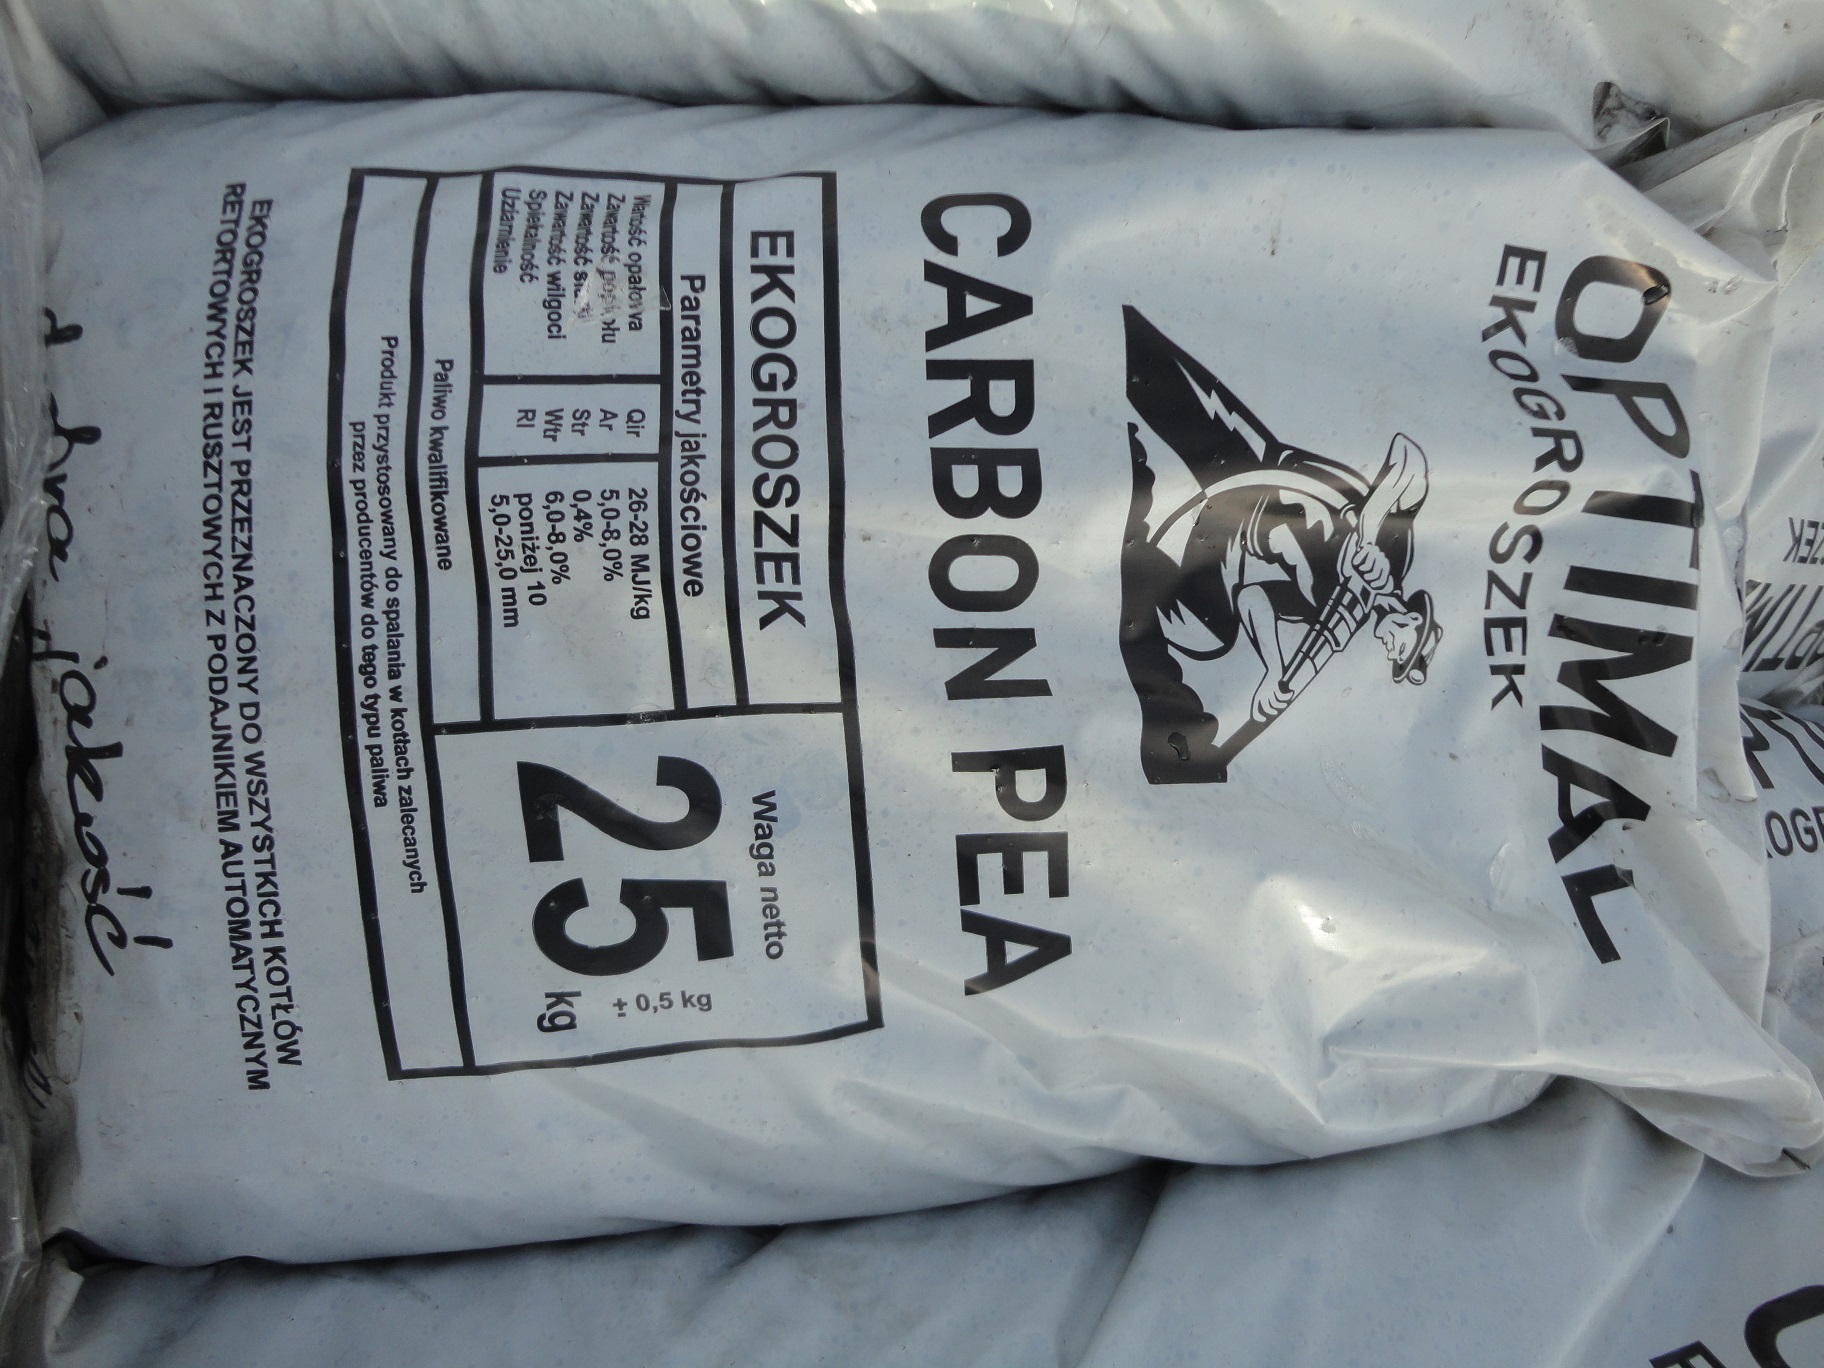 OPTIMAL
EKOGROSZEK
CARBON PEA
EKOGROSZEK
Parametry jakościowe
Wartość opałowa Qir 26-28 MJ/kg
Zawartość popiołu Ar 5,0-8,0%
Zawartość siarki Str 0,4%
Zawartość wilgoci Wtr 6,0-8,0%
Spiekalność RI poniżej 10
Uziarnienie 5,0-25,0 mm
Waga netto
25 kg
± 0,5 kg
Paliwo kwalifikowane
Produkt przystosowany do spalania w kotłach zalecanych
przez producentów do tego typu paliwa
EKOGROSZEK JEST PRZEZNACZONY DO WSZYSTKICH KOTŁÓW
RETORTOWYCH I RUSZTOWYCH Z PODAJNIKIEM AUTOMATYCZNYM
jakość